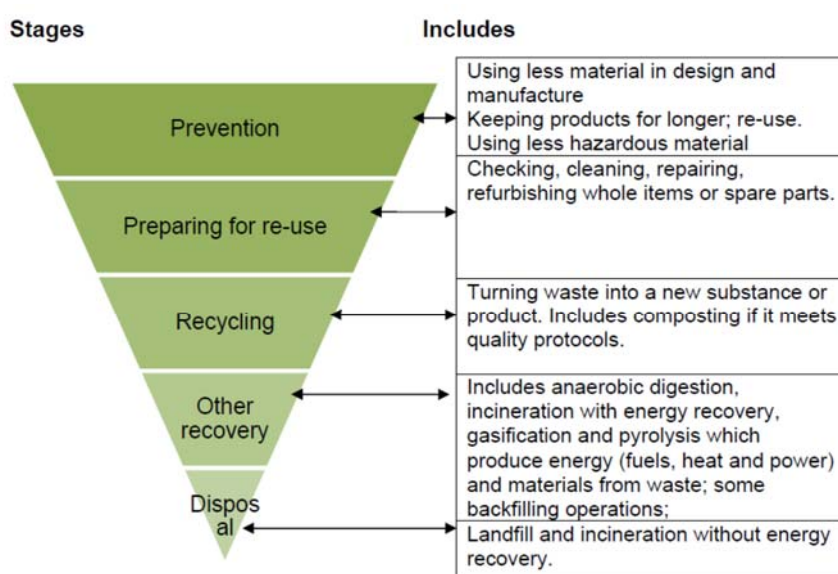 Stages
Includes
Prevention
Using less material in design and
manufacture
Keeping products for longer; re-use.
Using less hazardous material
Preparing for re-use
Checking, cleaning, repairing,
refurbishing whole items or spare parts.
Recycling
Turning waste into a new substance or
product. Includes composting if it meets
quality protocols.
Other
recovery
Includes anaerobic digestion,
incineration with energy recovery,
gasification and pyrolysis which
produce energy (fuels, heat and power)
and materials from waste; some
backfilling operations;
Dispos
al
Landfill and incineration without energy
recovery.